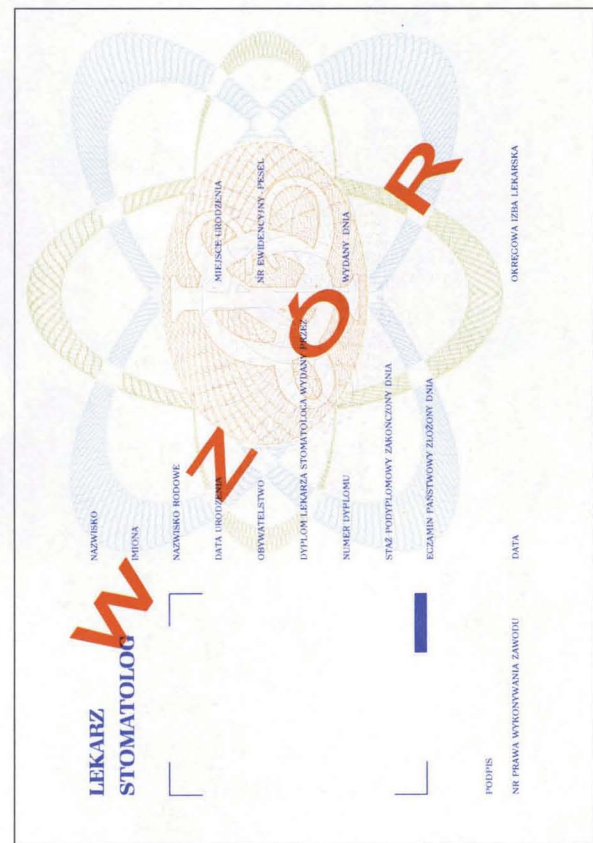 LEKARZ
STOMATOLOG
NAZWISKO
IMIONA
NAZWISKO RODOWE
DATA URODZENIA MIEJSCE URODZENIA
OBYWATELSTWO NR EWIDENCYJNY PESEL
DYPLOM LEKARZA STOMATOLOGA WYDANY PRZEZ
NUMER DYPLOMU WYDANY DNIA
STAŻ PODYPLOMOWY ZAKOŃCZONY DNIA
EGZAMIN PAŃSTWOWY ZŁOŻONY DNIA
PODPIS
NR PRAWA WYKONYWANIA ZAWODU DATA OKRĘGOWA IZBA LEKARSKA
WZÓR